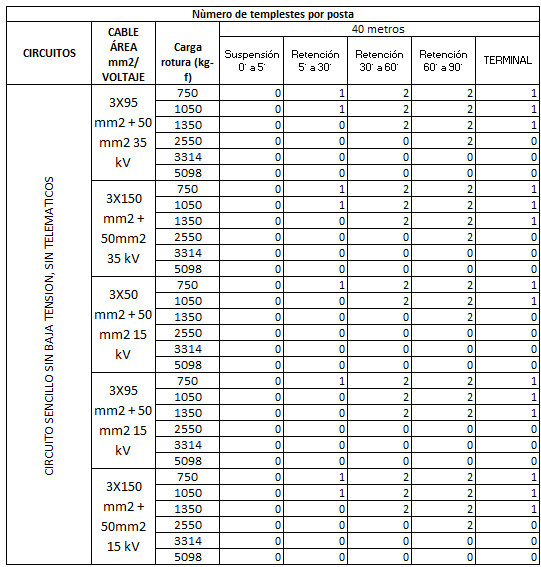 Nùmero de templestes por posta
CIRCUITOS
CABLE
ÁREA
mm2/
VOLTAJE
Carga
rotura (kg-
f)
40 metros
Suspensión
0° a 5°
Retención
5° a 30°
Retención
30° a 60°
Retención
60° a 90°
TERMINAL
CIRCUITO SENCILLO SIN BAJA TENSION, SIN TELEMATICOS
3X95
mm2 + 50
mm2 35
kV
750 0 1 2 2 1
1050 0 1 2 2 1
1350 0 0 2 2 1
2550 0 0 0 2 0
3314 0 0 0 0 0
5098 0 0 0 0 0
3X150
mm2 +
50mm2
35 kV
750 0 1 2 2 1
1050 0 1 2 2 1
1350 0 0 2 2 1
2550 0 0 0 2 0
3314 0 0 0 0 0
5098 0 0 0 0 0
3X50
mm2 + 50
mm2 15
kV
750 0 1 2 2 1
1050 0 0 2 2 1
1350 0 0 0 2 0
2550 0 0 0 0 0
3314 0 0 0 0 0
5098 0 0 0 0 0
3X95
mm2 + 50
mm2 15
kV
750 0 1 2 2 1
1050 0 0 2 2 1
1350 0 0 2 2 1
2550 0 0 0 0 0
3314 0 0 0 0 0
5098 0 0 0 0 0
3X150
mm2 +
50mm2
15 kV
750 0 1 2 2 1
1050 0 1 2 2 1
1350 0 0 2 2 1
2550 0 0 0 2 0
3314 0 0 0 0 0
5098 0 0 0 0 0